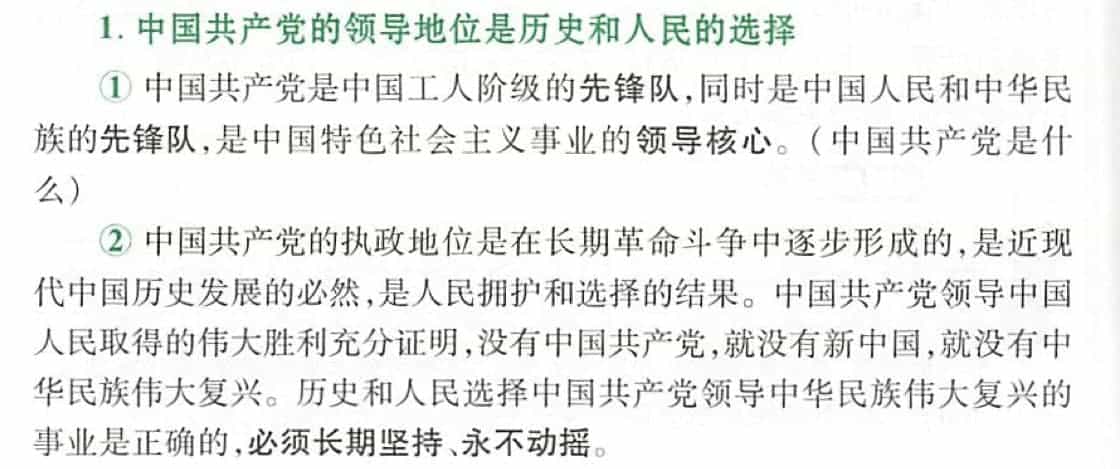 1. 中国共产党的领导地位是历史和人民的选择
① 中国共产党是中国工人阶级的先锋队,同时是中国人民和中华民
族的先锋队,是中国特色社会主义事业的领导核心。(中国共产党是什
么)
② 中国共产党的执政地位是在长期革命斗争中逐步形成的,是近现
代中国历史发展的必然,是人民拥护和选择的结果。中国共产党领导中国
人民取得的伟大胜利充分证明,没有中国共产党,就没有新中国,就没有中
华民族伟大复兴。历史和人民选择中国共产党领导中华民族伟大复兴的
事业是正确的,必须长期坚持、永不动摇。